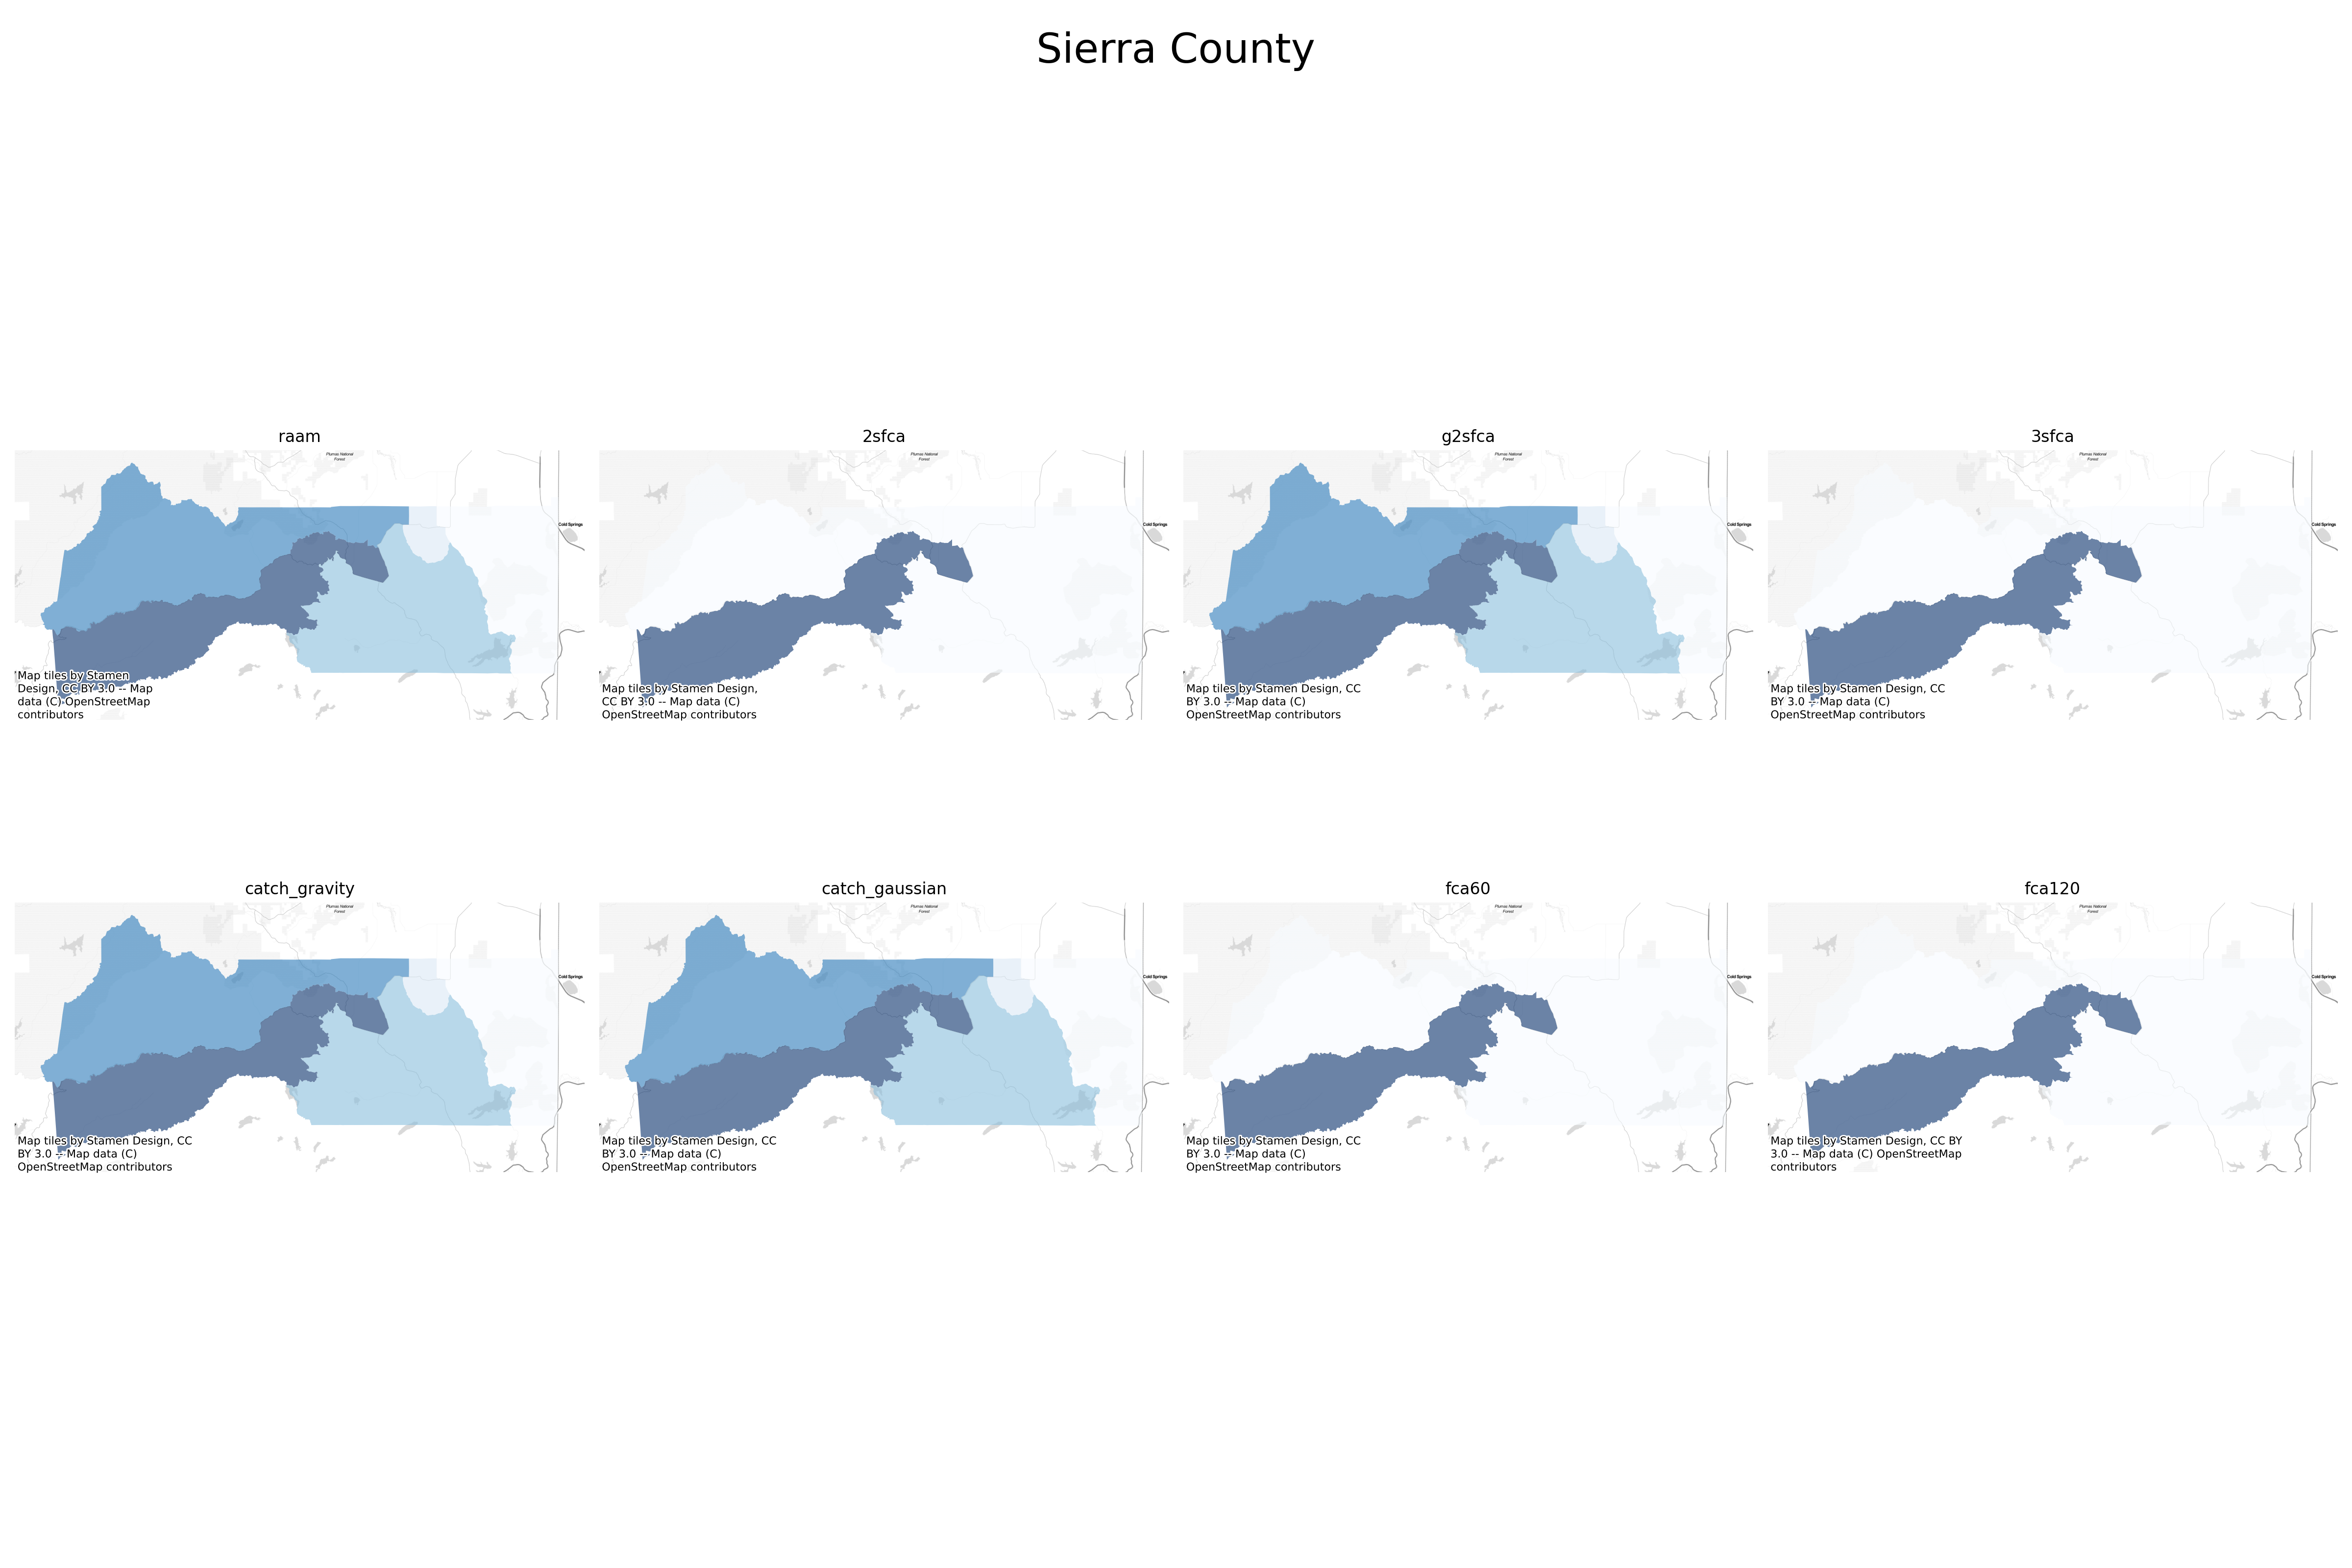 Sierra County
raam
2sfca
g2sfca
3sfca
Plumas National
Forest
Cold Springs
Map tiles by Stamen
Design, CC BY 3.0 -- Map
data (C) OpenStreetMap
contributors
Plumas National
Forest
Cold Springs
Map tiles by Stamen Design,
CC BY 3.0 -- Map data (C)
OpenStreetMap contributors
Plumas National
Forest
Cold Springs
Map tiles by Stamen Design, CC
BY 3.0 -- Map data (C)
OpenStreetMap contributors
Plumas National
Forest
Cold Springs
Map tiles by Stamen Design, CC
BY 3.0 -- Map data (C)
OpenStreetMap contributors
catch_gravity
catch_gaussian
fca60
fca120
Plumas National
Forest
Cold Springs
Map tiles by Stamen Design, CC
BY 3.0 -- Map data (C)
OpenStreetMap contributors
Plumas National
Forest
Cold Springs
Map tiles by Stamen Design, CC
BY 3.0 -- Map data (C)
OpenStreetMap contributors
Plumas National
Forest
Cold Springs
Map tiles by Stamen Design, CC
BY 3.0 -- Map data (C)
OpenStreetMap contributors
Plumas National
Forest
Cold Springs
Map tiles by Stamen Design, CC BY
3.0 -- Map data (C) OpenStreetMap
contributors